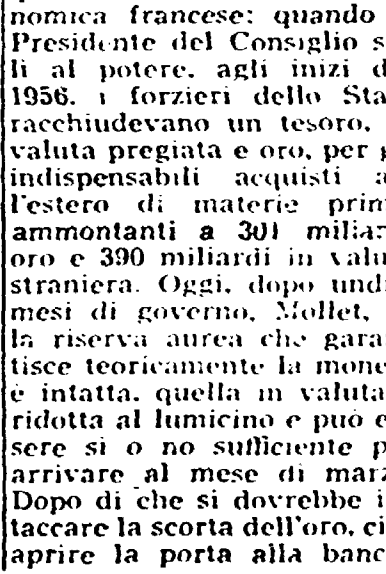 nomica francese: quando
Presidente del Consiglio s
lì al potere, agli inizi d
1956, i forzieri dello Sta
racchiudevano un tesoro,
valuta pregiata e oro, per g
indispensabili acquisti a
l'estero di materie prim
ammontanti a 301 miliar
oro e 390 miliardi in valu
straniera. Oggi, dopo undi
mesi di governo, Mollet,
la riserva aurea che gara
tisce teoricamente la mone
è intatta, quella in valuta
ridotta al lumicino e può e
sere sì o no sufficiente p
arrivare al mese di marz
Dopo di che si dovrebbe i
taccare la scorta dell'oro, ci
aprire la porta alla banc